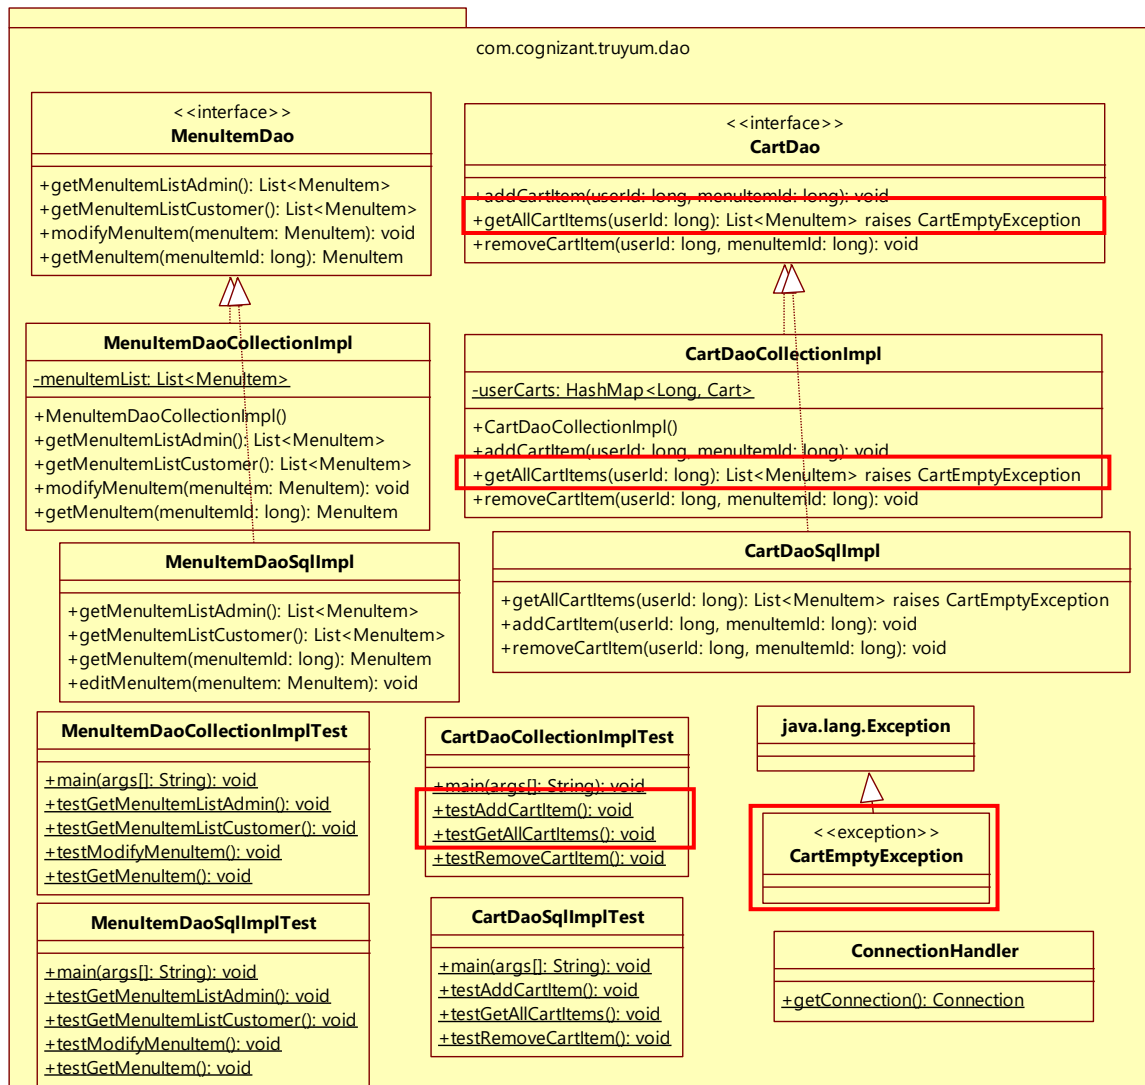 com.cognizant.truyum.dao
<<interface>>
MenuItemDao
+getMenuItemListAdmin(): List<MenuItem>
+getMenuItemListCustomer(): List<MenuItem>
+modifyMenuItem(menuItem: MenuItem): void
+getMenuItem(menuItemId: long): MenuItem
<<interface>>
CartDao
+addCartItem(userId: long, menuItemId: long): void
+getAllCartItems(userId: long): List<MenuItem> raises CartEmptyException
+removeCartItem(userId: long, menuItemId: long): void
MenuItemDaoCollectionImpl
-menuItemList: List<MenuItem>
+MenuItemDaoCollectionImpl()
+getMenuItemListAdmin(): List<MenuItem>
+getMenuItemListCustomer(): List<MenuItem>
+modifyMenuItem(menuItem: MenuItem): void
+getMenuItem(menuItemId: long): MenuItem
CartDaoCollectionImpl
-userCarts: HashMap<Long, Cart>
+CartDaoCollectionImpl()
+addCartItem(userId: long, menuItemId: long): void
+getAllCartItems(userId: long): List<MenuItem> raises CartEmptyException
+removeCartItem(userId: long, menuItemId: long): void
MenuItemDaoSqlImpl
+getMenuItemListAdmin(): List<MenuItem>
+getMenuItemListCustomer(): List<MenuItem>
+getMenuItem(menuItemId: long): MenuItem
+editMenuItem(menuItem: MenuItem): void
CartDaoSqlImpl
+getAllCartItems(userId: long): List<MenuItem> raises CartEmptyException
+addCartItem(userId: long, menuItemId: long): void
+removeCartItem(userId: long, menuItemId: long): void
MenuItemDaoCollectionImplTest
+main(args[]: String): void
+testGetMenuItemListAdmin(): void
+testGetMenuItemListCustomer(): void
+testModifyMenuItem(): void
+testGetMenuItem(): void
CartDaoCollectionImplTest
+main(args[]: String): void
+testAddCartItem(): void
+testGetAllCartItems(): void
+testRemoveCartItem(): void
java.lang.Exception
<<exception>>
CartEmptyException
MenuItemDaoSqlImplTest
+main(args[]: String): void
+testGetMenuItemListAdmin(): void
+testGetMenuItemListCustomer(): void
+testModifyMenuItem(): void
+testGetMenuItem(): void
CartDaoSqlImplTest
+main(args[]: String): void
+testAddCartItem(): void
+testGetAllCartItems(): void
+testRemoveCartItem(): void
ConnectionHandler
+getConnection(): Connection